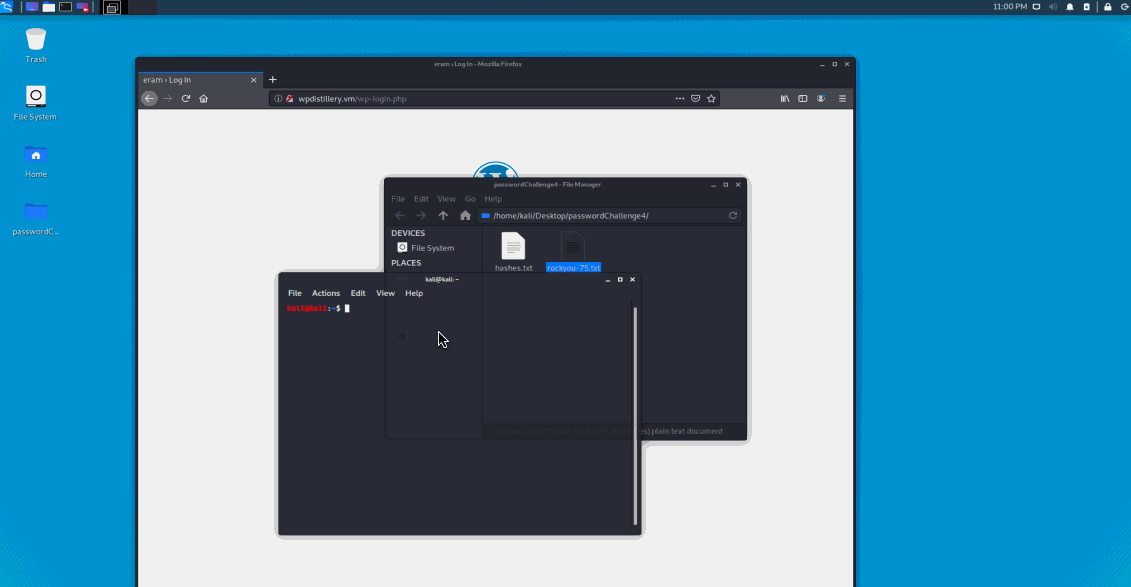 11:00 PM
Trash
File System
Home
passwordC...
eram › Log In - Mozilla Firefox
eram › Log In
wpdistillery.vm/wp-login.php
passwordChallenge4 - File Manager
File Edit View Go Help
/home/kali/Desktop/passwordChallenge4/
DEVICES
File System
PLACES
hashes.txt rockyou-75.txt
kali@kali: ~
File Actions Edit View Help
kali@kali:~$
plain text document